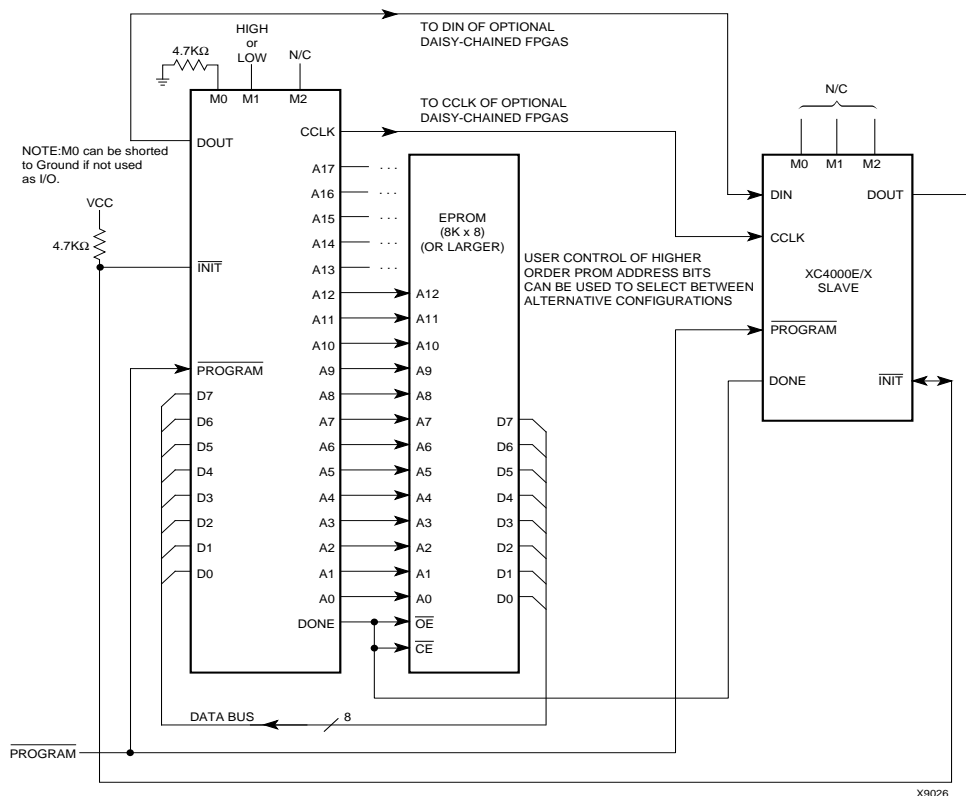 HIGH
or
LOW
4.7KΩ
N/C
M0 M1 M2
TO DIN OF OPTIONAL
DAISY-CHAINED FPGAS
TO CCLK OF OPTIONAL
DAISY-CHAINED FPGAS
N/C
M0 M1 M2
DOUT
CCLK
NOTE:M0 can be shorted
to Ground if not used
as I/O.
VCC
4.7KΩ
INIT
PROGRAM
D7
D6
D5
D4
D3
D2
D1
D0
A17 ...
A16 ...
A15 ...
A14 ...
A13 ...
A12
A11
A10
A9
A8
A7
A6
A5
A4
A3
A2
A1
A0
DONE
EPROM
(8K x 8)
(OR LARGER)
A12
A11
A10
A9
A8
A7
A6
A5
A4
A3
A2
A1
A0
OE
CE
D7
D6
D5
D4
D3
D2
D1
D0
USER CONTROL OF HIGHER
ORDER PROM ADDRESS BITS
CAN BE USED TO SELECT BETWEEN
ALTERNATIVE CONFIGURATIONS
DIN DOUT
CCLK
XC4000E/X
SLAVE
PROGRAM
DONE INIT
DATA BUS 8
PROGRAM
X9026